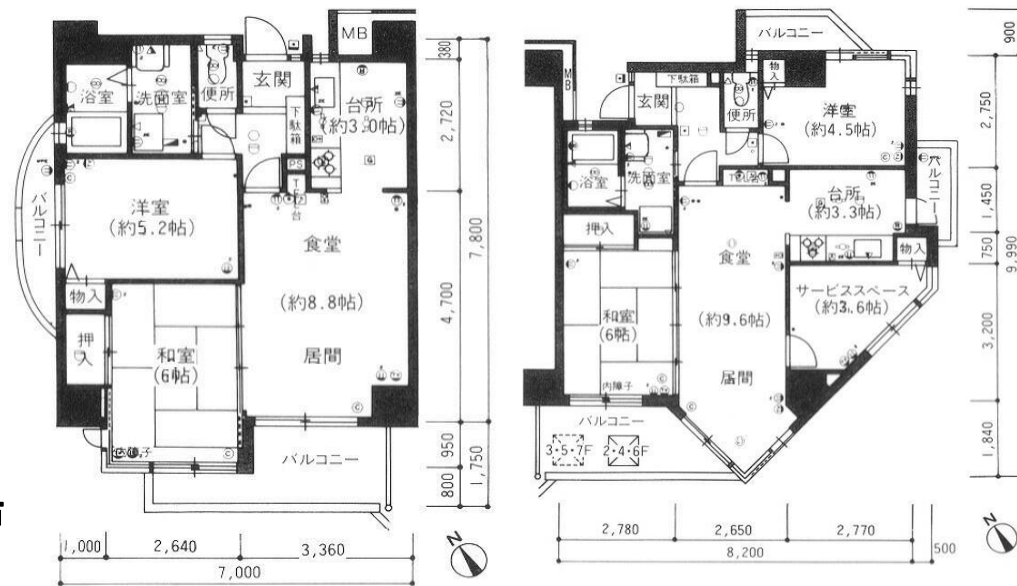 MB
浴室
洗面室
便所
玄関
下駄箱
台所
(約3.0帖)
PS
TEL台
バルコニー
洋室
(約5.2帖)
食堂
(約8.8帖)
居間
物入
押入
和室
(6帖)
バルコニー
380
2,720
7,800
4,700
950
1,750
800
1,000
2,640
3,360
7,000
N
バルコニー
MB
玄関
下駄箱
便所
物入
洋室
(約4.5帖)
浴室
洗面室
台所
(約3.3帖)
バルコニー
押入
食堂
物入
サービススペース
(約3.6帖)
和室
(6帖)
(約9.6帖)
居間
内障子
バルコニー
3・5・7F
2・4・6F
900
2,750
1,450
750
9,990
3,200
1,840
2,780
2,650
2,770
8,200
500
N